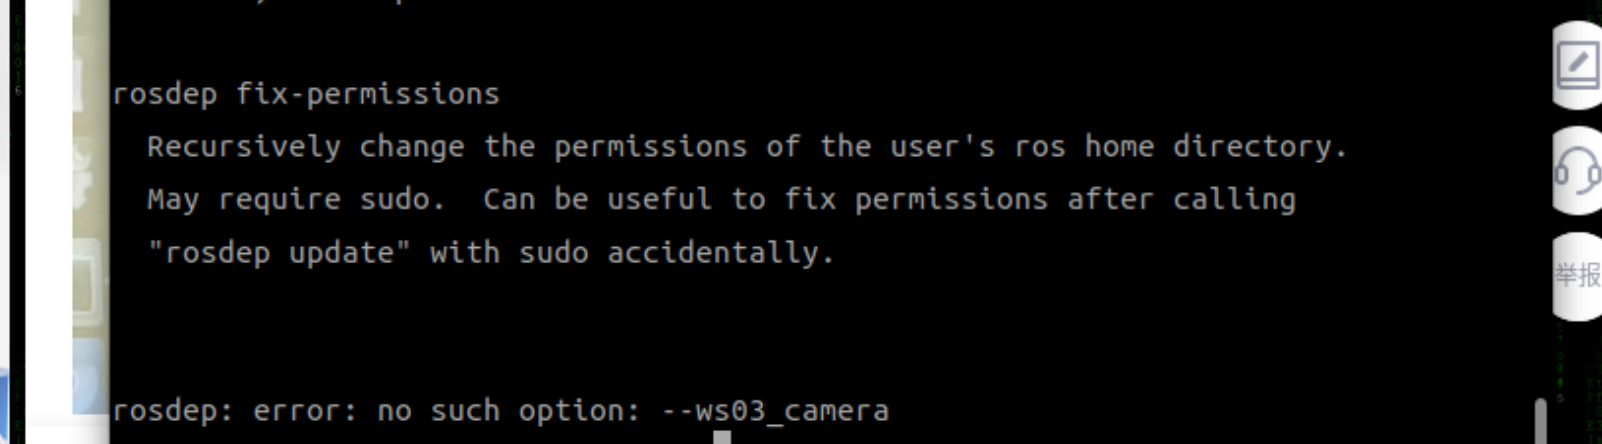 rosdep fix-permissions
Recursively change the permissions of the user's ros home directory.
May require sudo.  Can be useful to fix permissions after calling
"rosdep update" with sudo accidentally.
举报
rosdep: error: no such option: --ws03_camera